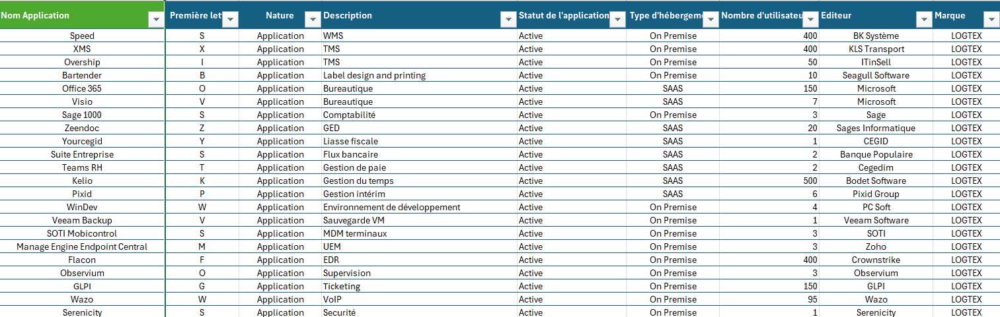 Nom Application Première let Nature Description Statut de l'application Type d'hébergem Nombre d'utilisateu Editeur Marque
Speed S Application WMS Active On Premise 400 BK Système LOGTEX
XMS X Application TMS Active On Premise 400 KLS Transport LOGTEX
Overship I Application TMS Active On Premise 50 ITinSell LOGTEX
Bartender B Application Label design and printing Active On Premise 10 Seagull Software LOGTEX
Office 365 O Application Bureautique Active SAAS 150 Microsoft LOGTEX
Visio V Application Bureautique Active SAAS 7 Microsoft LOGTEX
Sage 1000 S Application Comptabilité Active On Premise 3 Sage LOGTEX
Zeendoc Z Application GED Active SAAS 20 Sages Informatique LOGTEX
Yourcegid Y Application Liasse fiscale Active SAAS 1 CEGID LOGTEX
Suite Entreprise S Application Flux bancaire Active SAAS 2 Banque Populaire LOGTEX
Teams RH T Application Gestion de paie Active SAAS 2 Cegedim LOGTEX
Kelio K Application Gestion du temps Active SAAS 500 Bodet Software LOGTEX
Pixid P Application Gestion intérim Active SAAS 6 Pixid Group LOGTEX
WinDev W Application Environnement de développement Active On Premise 4 PC Soft LOGTEX
Veeam Backup V Application Sauvegarde VM Active On Premise 1 Veeam Software LOGTEX
SOTI Mobicontrol S Application MDM terminaux Active On Premise 3 SOTI LOGTEX
Manage Engine Endpoint Central M Application UEM Active On Premise 3 Zoho LOGTEX
Flacon F Application EDR Active On Premise 400 Crownstrike LOGTEX
Observium O Application Supervision Active On Premise 3 Observium LOGTEX
GLPI G Application Ticketing Active On Premise 150 GLPI LOGTEX
Wazo W Application VoIP Active On Premise 95 Wazo LOGTEX
Serenicity S Application Securité Active On Premise 1 Serenicity LOGTEX